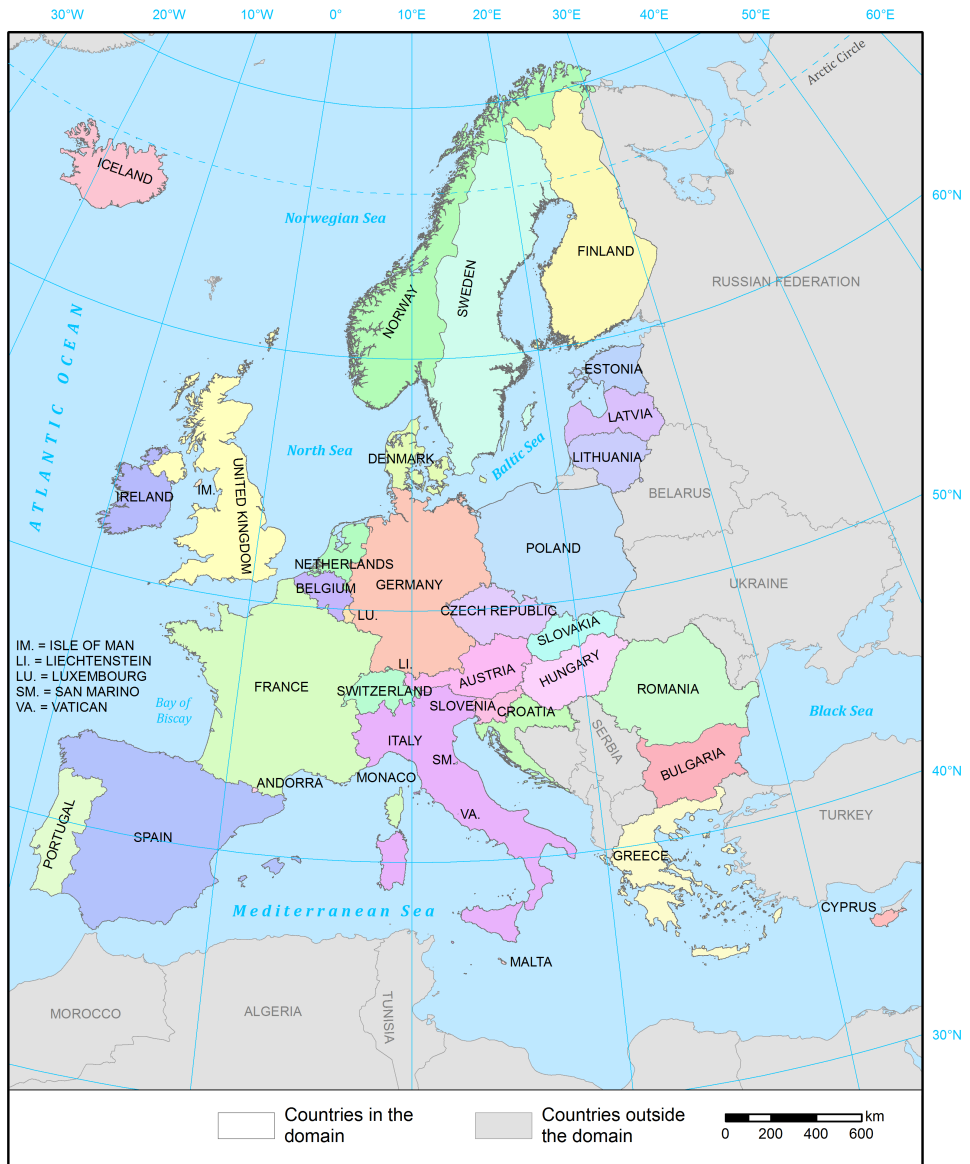 30°W
20°W
10°W
0°
10°E
20°E
30°E
40°E
50°E
60°E
Arctic Circle
ICELAND
60°N
Norwegian Sea
FINLAND
RUSSIAN FEDERATION
SWEDEN
NORWAY
ATLANTIC OCEAN
ESTONIA
LATVIA
North Sea
DENMARK
Baltic Sea
LITHUANIA
IRELAND
IM.
UNITED KINGDOM
BELARUS
50°N
POLAND
NETHERLANDS
GERMANY
BELGIUM
UKRAINE
LU.
CZECH REPUBLIC
SLOVAKIA
IM. = ISLE OF MAN
LI. = LIECHTENSTEIN
LU. = LUXEMBOURG
SM. = SAN MARINO
VA. = VATICAN
LI.
AUSTRIA
HUNGARY
FRANCE
SWITZERLAND
ROMANIA
Bay of
Biscay
SLOVENIA
CROATIA
Black Sea
ITALY
SERBIA
SM.
BULGARIA
40°N
ANDORRA
MONACO
PORTUGAL
SPAIN
VA.
TURKEY
GREECE
Mediterranean Sea
CYPRUS
MALTA
MOROCCO
ALGERIA
TUNISIA
30°N
Countries in the
domain
Countries outside
the domain
km
0 200 400 600